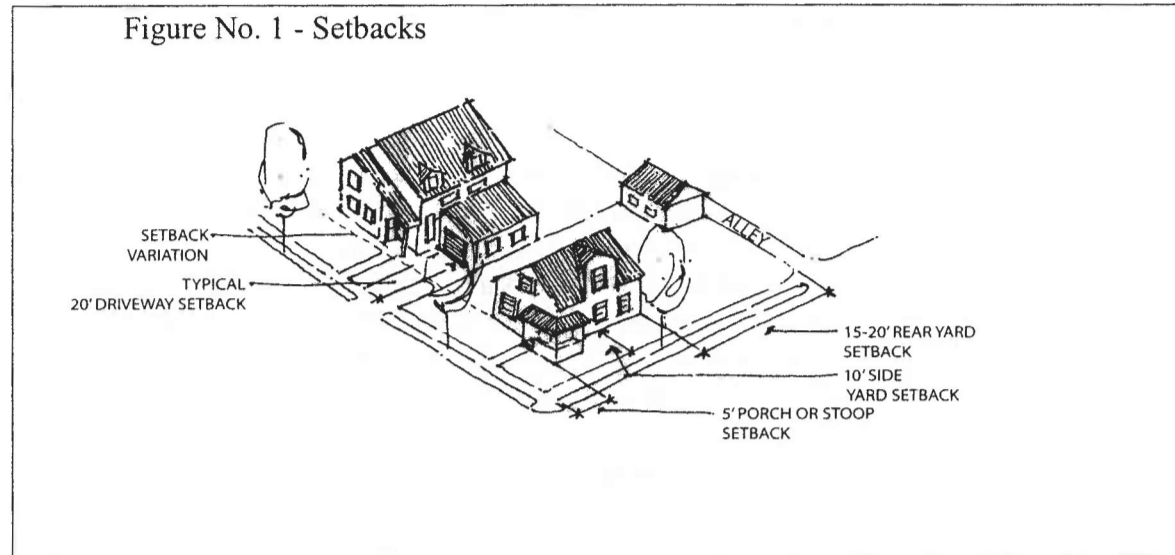 Figure No. 1 - Setbacks
SETBACK
VARIATION
TYPICAL
20' DRIVEWAY SETBACK
ALLEY
15-20' REAR YARD
SETBACK
10' SIDE
YARD SETBACK
5' PORCH OR STOOP
SETBACK